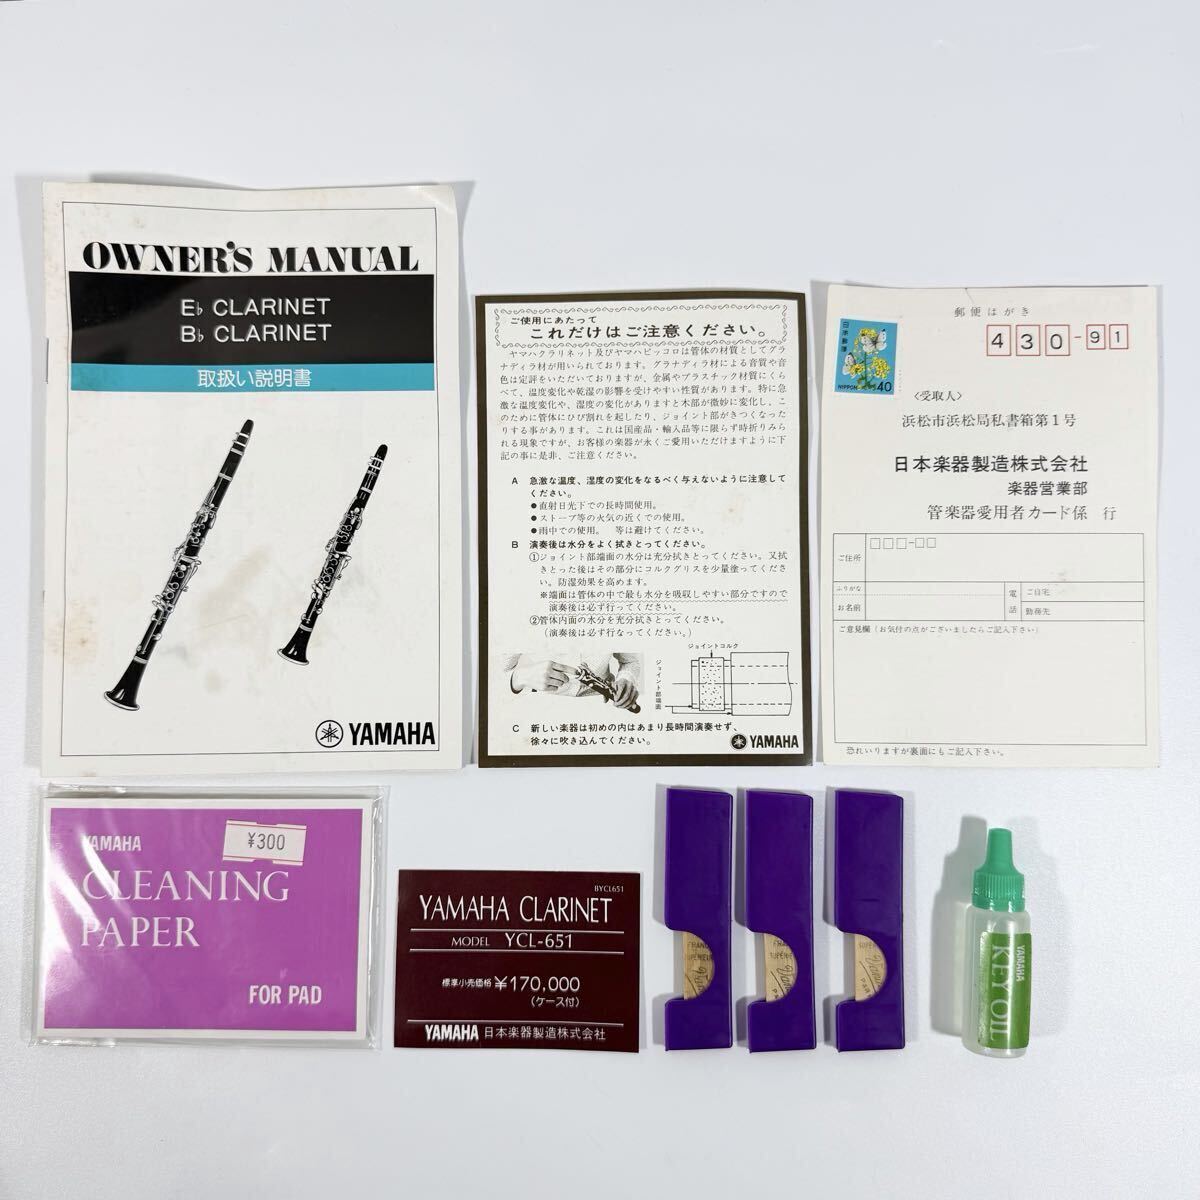 OWNER'S MANUAL
E♭ CLARINET
B♭ CLARINET
取扱い説明書
YAMAHA
ご使用にあたって
これだけはご注意ください。
ヤマハクラリネット及びヤマハピッコロは管体の材質としてグラ
ナディラ材が用いられております。グラナディラ材による音質や音
色は定評をいただいておりますが、金属やプラスチック材質にくら
べて、温度変化や乾湿の影響を受けやすい性質があります。特に急
激な温度変化や、湿度の変化がありますと木部が微妙に変化し、こ
のために管体にひび割れを起したり、ジョイント部がきつくなった
りする事があります。これは国産品・輸入品等に限らず時折りみら
れる現象ですが、お客様の楽器が永くご愛用いただけますように下
記の事に是非、ご注意ください。
A 急激な温度、湿度の変化をなるべく与えないように注意して
ください。
●直射日光下での長時間使用。
●ストーブ等の火気の近くでの使用。
●雨中での使用。 等は避けてください。
B 演奏後は水分をよく拭きとってください。
①ジョイント部端面の水分は充分拭きとってください。又拭
きとった後はその部分にコルクグリスを少量塗ってくださ
い。防湿効果を高めます。
※端面は管体の中で最も水分を吸収しやすい部分ですので
演奏後は必ず行ってください。
②管体内面の水分を充分拭きとってください。
(演奏後は必ず行なってください。)
ジョイントコルク
ジョイント部端面
C 新しい楽器は初めの内はあまり長時間演奏せず、
徐々に吹き込んでください。
YAMAHA
郵便はがき
日本郵便
NIPPON 40
430-91
〈受取人〉
浜松市浜松局私書箱第1号
日本楽器製造株式会社
楽器営業部
管楽器愛用者カード係 行
ご住所
□□□-□□
ふりがな
お名前
電話
ご自宅
勤務先
ご意見欄(お気付の点がございましたらご記入下さい)
恐れいりますが裏面にもご記入下さい。
¥300
YAMAHA
CLEANING
PAPER
FOR PAD
BYCL651
YAMAHA CLARINET
MODEL YCL-651
標準小売価格 ¥170,000
(ケース付)
YAMAHA 日本楽器製造株式会社
YAMAHA
KEY OIL